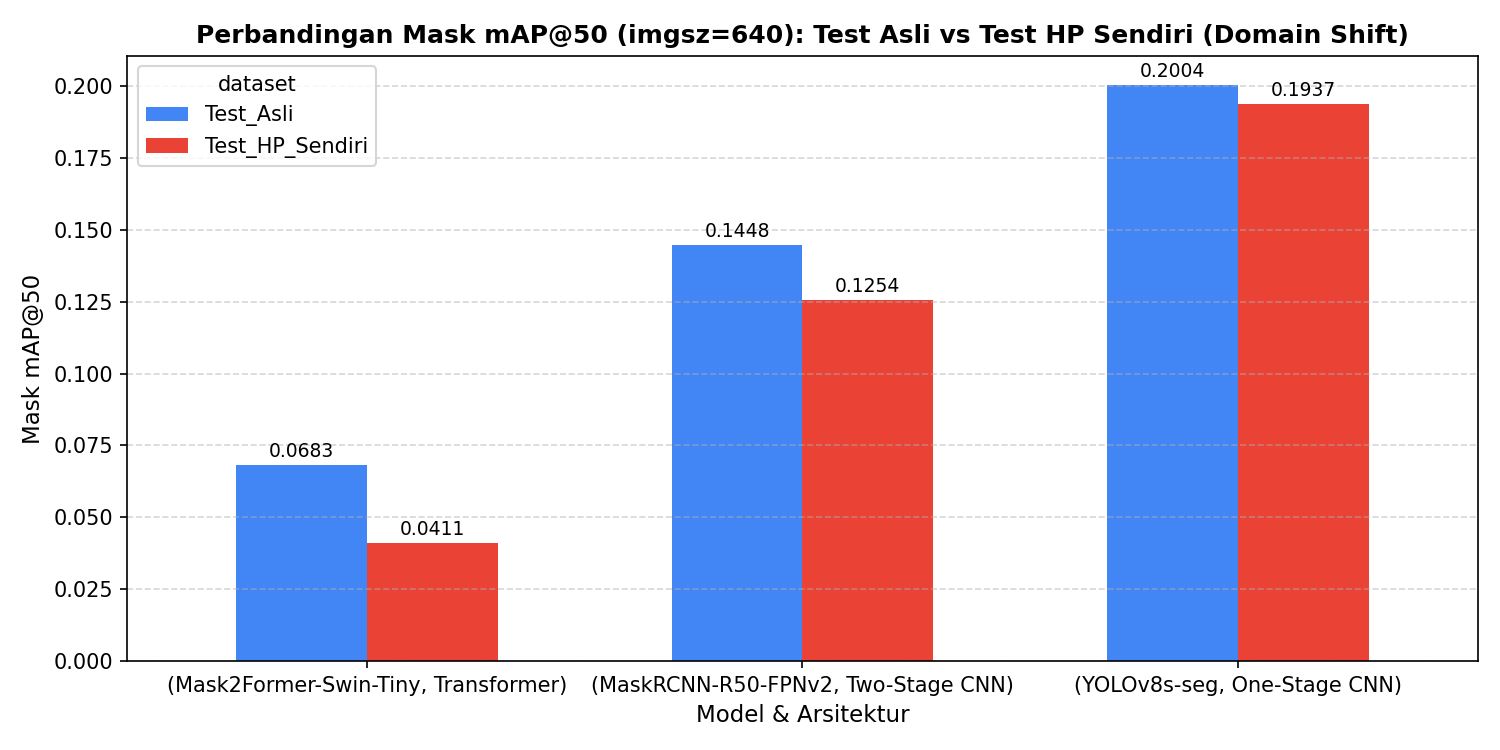 Perbandingan Mask mAP@50 (imgsz=640): Test Asli vs Test HP Sendiri (Domain Shift)
dataset
Test_Asli
Test_HP_Sendiri
Mask mAP@50
0.200
0.175
0.150
0.125
0.100
0.075
0.050
0.025
0.000
0.0683
0.0411
0.1448
0.1254
0.2004
0.1937
(Mask2Former-Swin-Tiny, Transformer)
(MaskRCNN-R50-FPNv2, Two-Stage CNN)
(YOLOv8s-seg, One-Stage CNN)
Model & Arsitektur